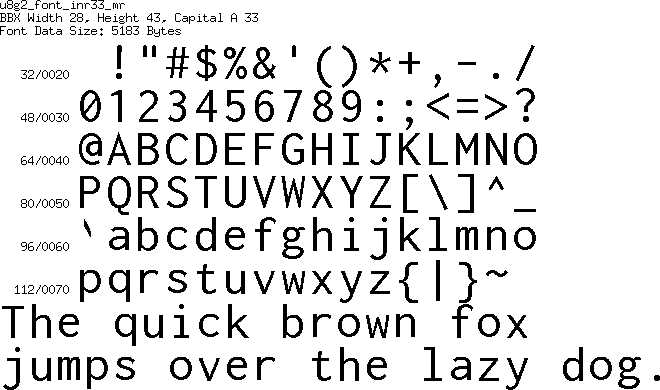 u8g2_font_inr33_mr
BBX Width 28, Height 43, Capital A 33
Font Data Size: 5183 Bytes
32/0020 !"#$%&'()*+,-./
48/0030 0123456789:;<=>?
64/0040 @ABCDEFGHIJKLMNO
80/0050 PQRSTUVWXYZ[\]^_
96/0060 `abcdefghijklmno
112/0070 pqrstuvwxyz{|}~
The quick brown fox
jumps over the lazy dog.